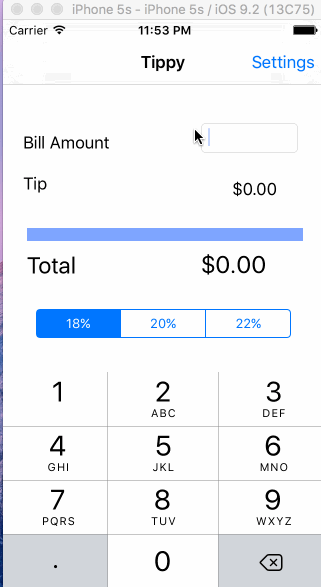 iPhone 5s - iPhone 5s / iOS 9.2 (13C75)
Carrier 11:53 PM
Tippy Settings
Bill Amount
Tip $0.00
Total $0.00
18% 20% 22%
1 2 3
ABC DEF
4 5 6
GHI JKL MNO
7 8 9
PQRS TUV WXYZ
. 0